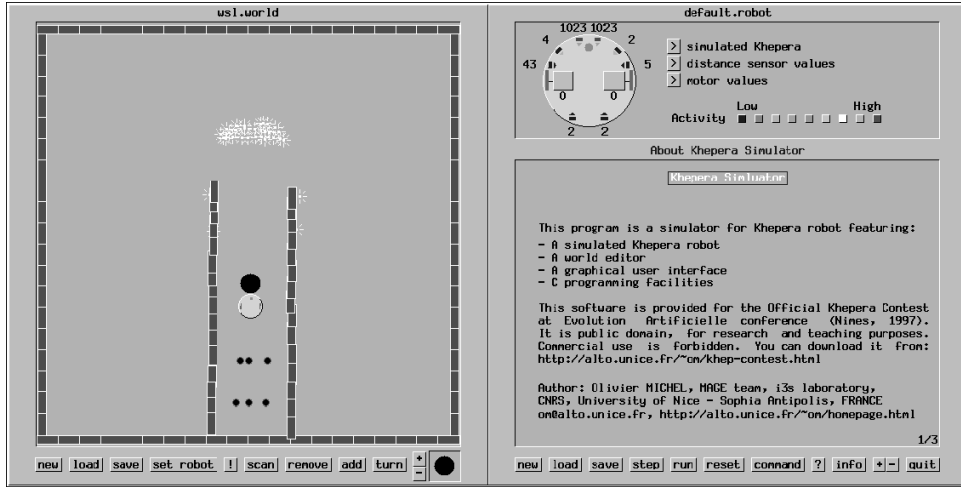 wsl.world
new load save set robot ! scan remove add turn + -
default.robot
1023 1023
4 2
43 5
0 0
2 2
> simulated Khepera
> distance sensor values
> motor values
Low High
Activity
About Khepera Simulator
Khepera Simluator
This program is a simulator for Khepera robot featuring:
- A simulated Khepera robot
- A world editor
- A graphical user interface
- C programming facilities
This software is provided for the Official Khepera Contest
at Evolution Artificielle conference (Nimes, 1997).
It is public domain, for research and teaching purposes.
Commercial use is forbidden. You can download it from:
http://alto.unice.fr/~om/khep-contest.html
Author: Olivier MICHEL, MAGE team, i3s laboratory,
CNRS, University of Nice - Sophia Antipolis, FRANCE
om@alto.unice.fr, http://alto.unice.fr/~om/homepage.html
1/3
new load save step run reset command ? info + - quit